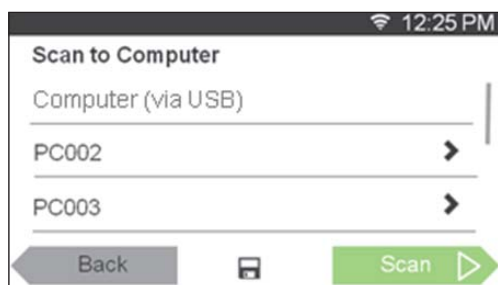 12:25 PM
Scan to Computer
Computer (via USB)
PC002
PC003
Back Scan